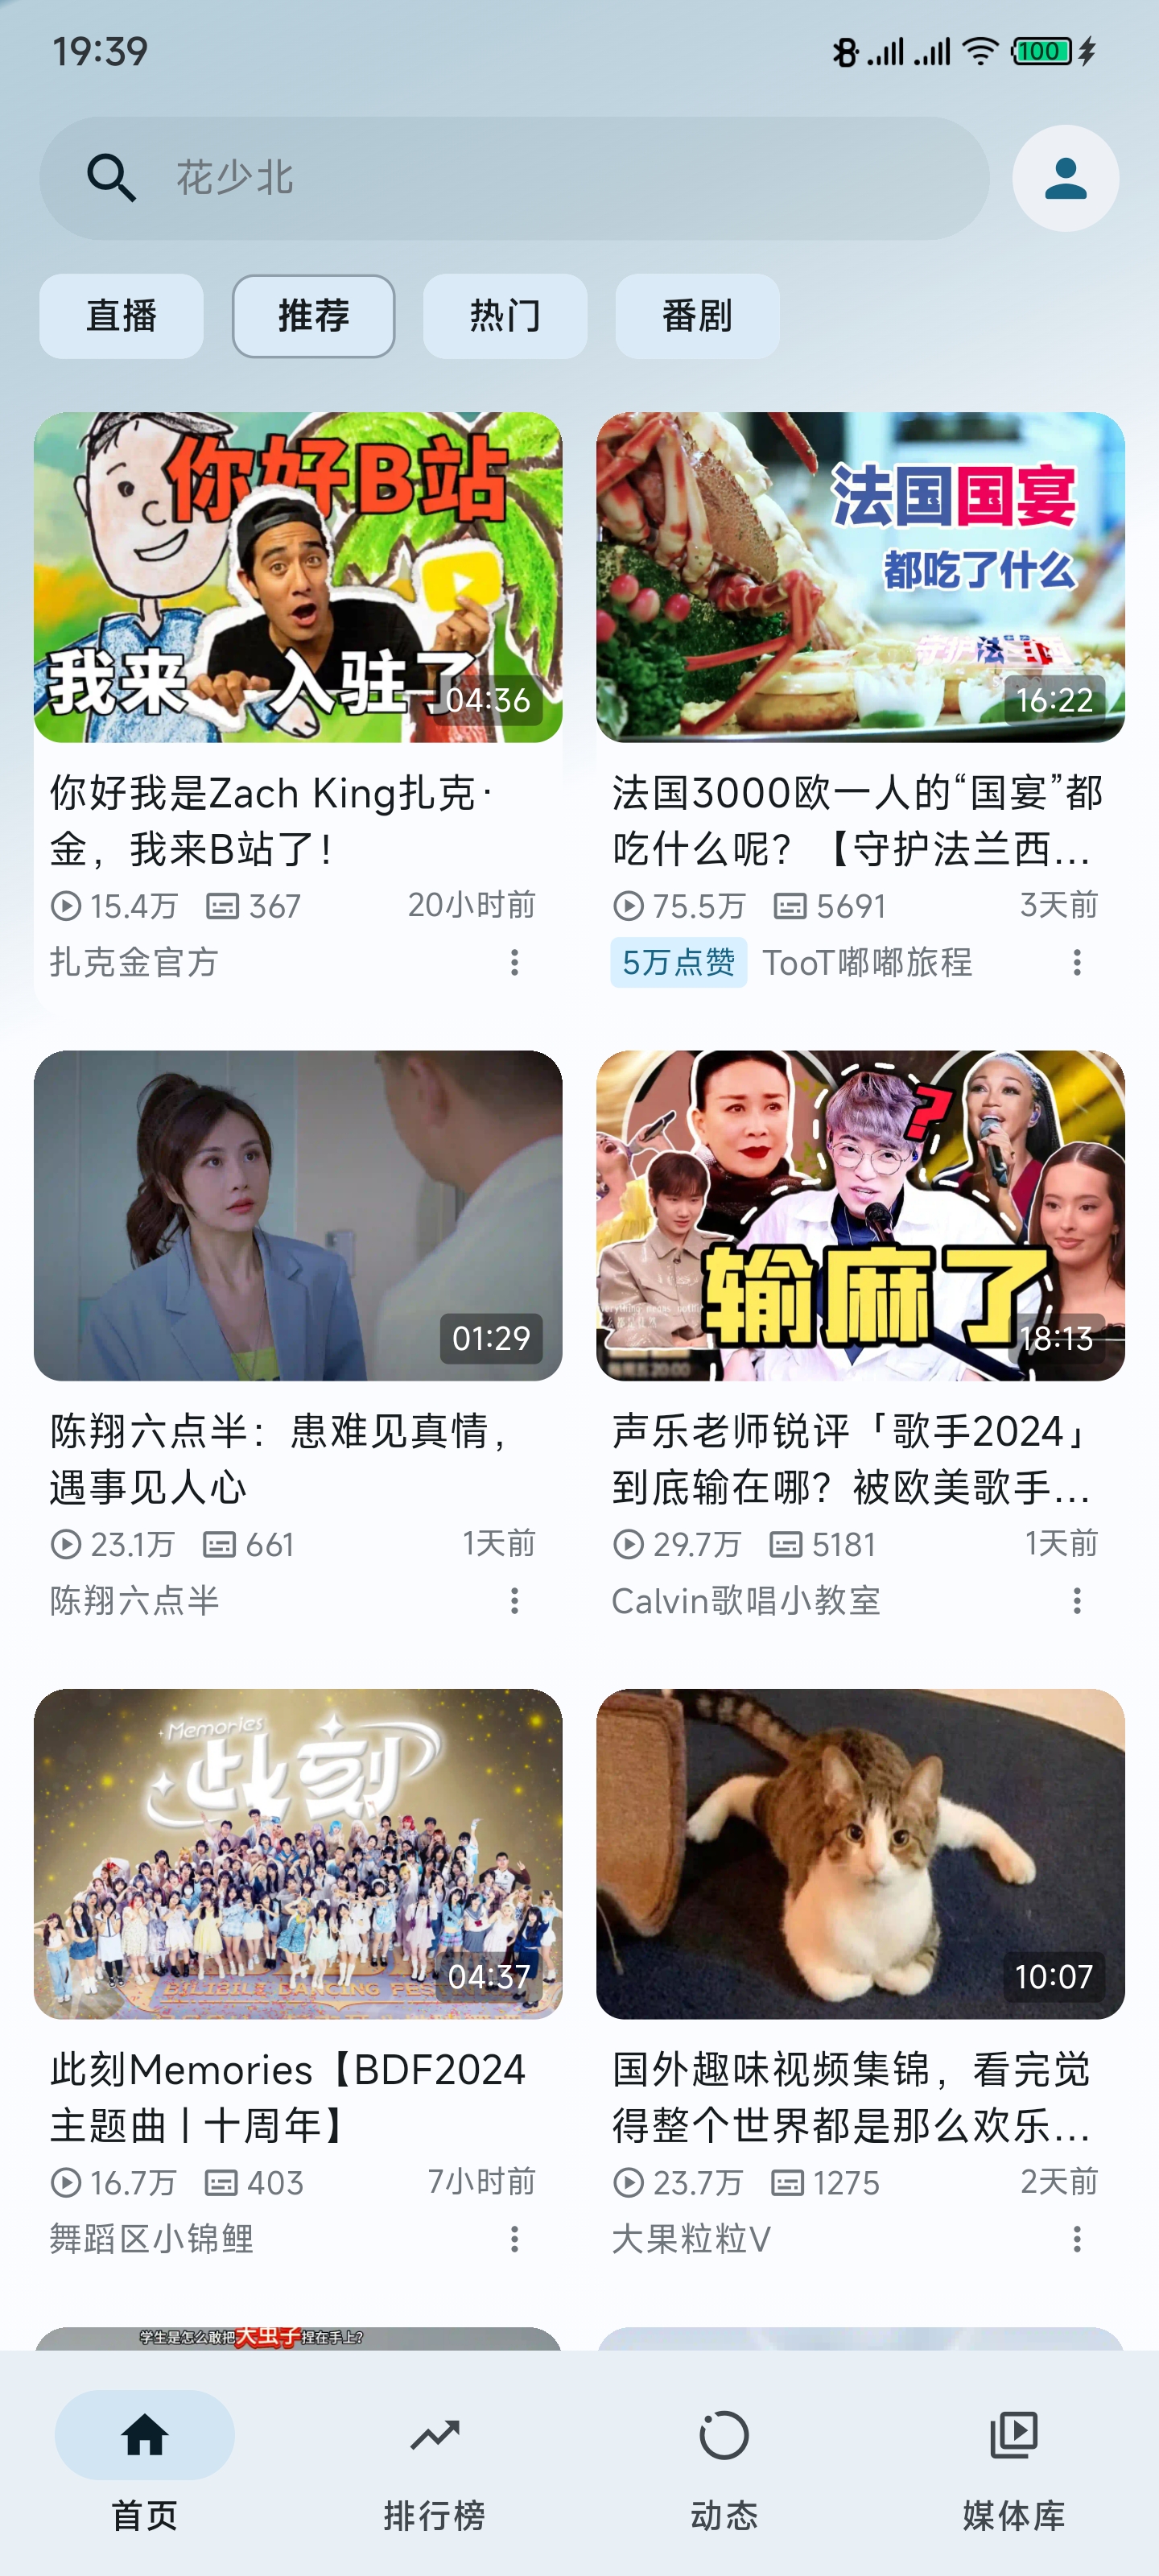 19:39
100
花少北
直播
推荐
热门
番剧
你好B站
我来 入驻了
04:36
法国国宴
都吃了什么
守护法兰西
16:22
你好我是Zach King扎克·
金，我来B站了！
15.4万 367 20小时前
扎克金官方
法国3000欧一人的“国宴”都
吃什么呢？【守护法兰西...
75.5万 5691 3天前
5万点赞 TooT嘟嘟旅程
01:29
?
输麻了
18:13
陈翔六点半：患难见真情，
遇事见人心
23.1万 661 1天前
陈翔六点半
声乐老师锐评「歌手2024」
到底输在哪？被欧美歌手...
29.7万 5181 1天前
Calvin歌唱小教室
Memories
此刻
BILIBILI DANCING FESTIVAL
04:37
10:07
此刻Memories【BDF2024
主题曲 | 十周年】
16.7万 403 7小时前
舞蹈区小锦鲤
国外趣味视频集锦，看完觉
得整个世界都是那么欢乐...
23.7万 1275 2天前
大果粒粒V
学生是怎么敢把大虫子捏在手上?
首页
排行榜
动态
媒体库